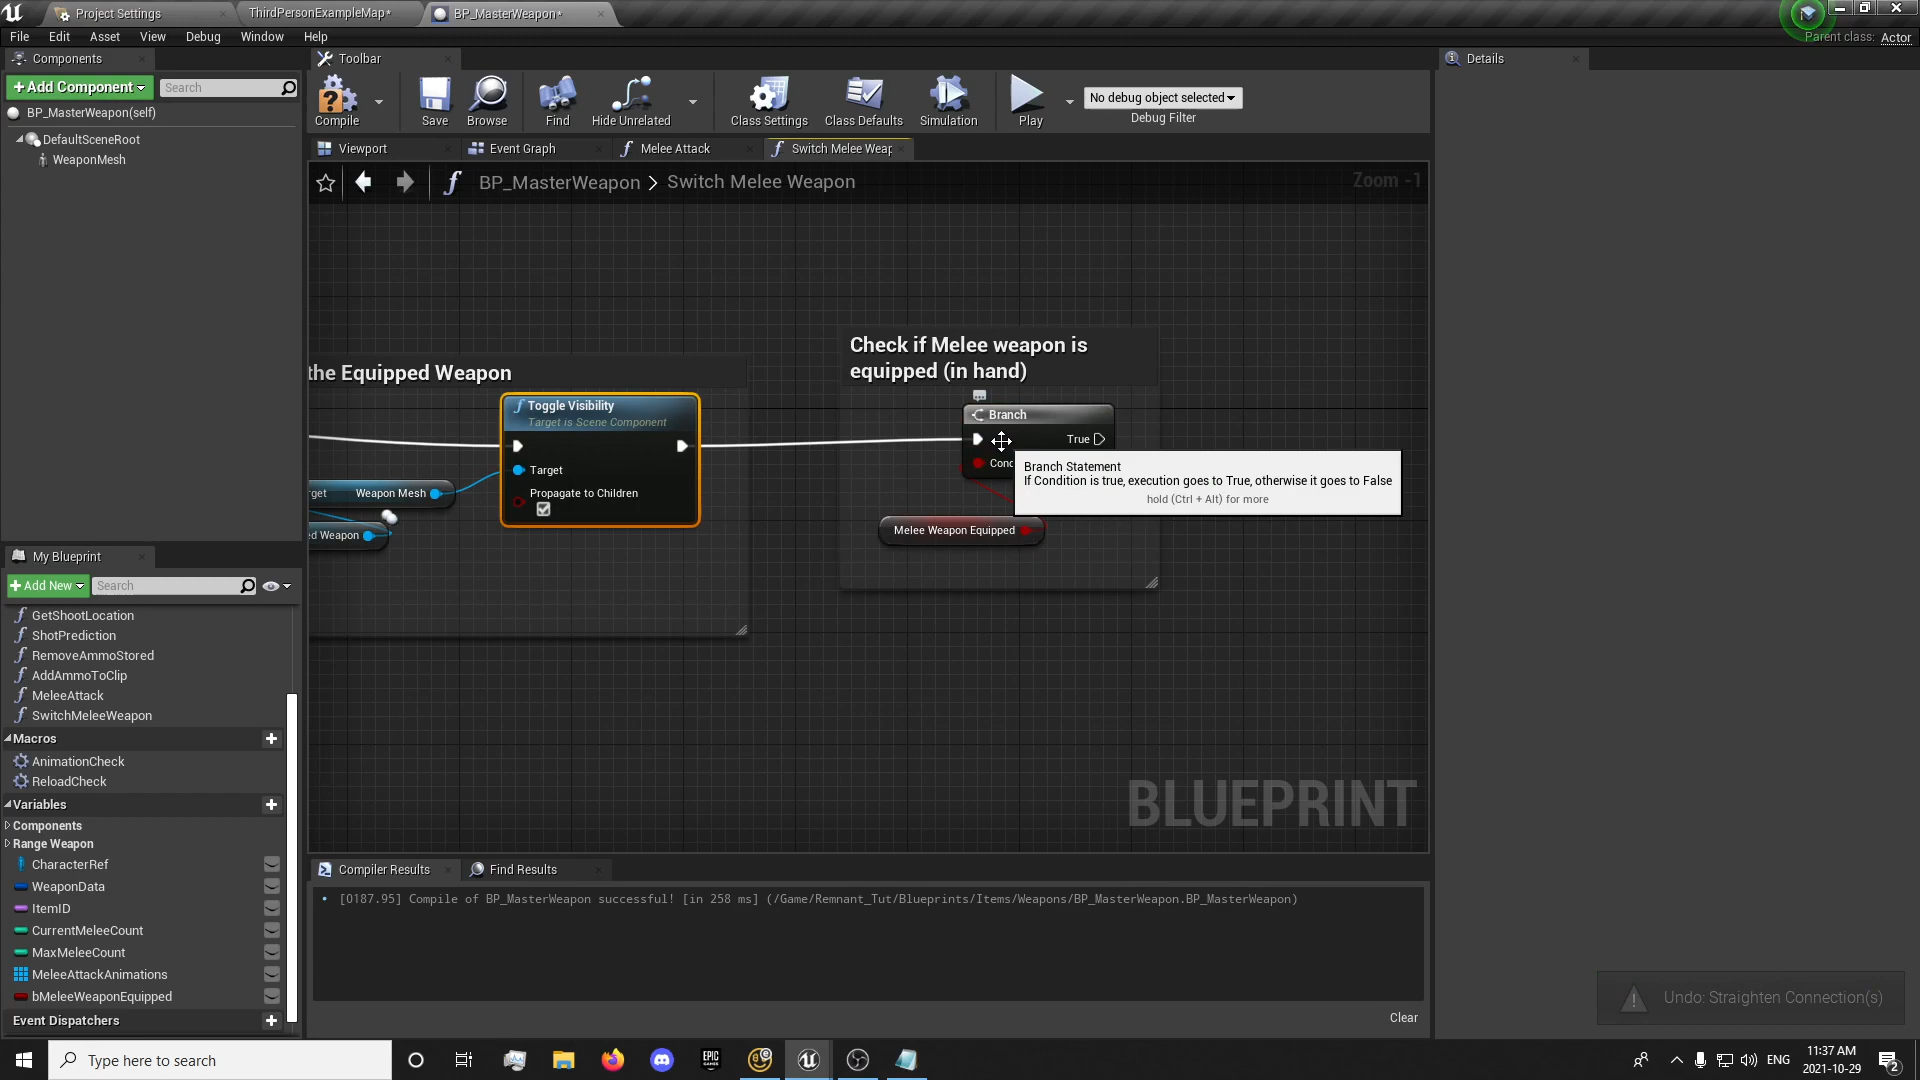 Project Settings
ThirdPersonExampleMap*
BP_MasterWeapon*
File Edit Asset View Debug Window Help
Parent class: Actor
Components
+ Add Component
Search
BP_MasterWeapon(self)
DefaultSceneRoot
WeaponMesh
Toolbar
Compile
Save
Browse
Find
Hide Unrelated
Class Settings
Class Defaults
Simulation
Play
No debug object selected
Debug Filter
Details
Viewport
Event Graph
Melee Attack
Switch Melee Weap
BP_MasterWeapon > Switch Melee Weapon
Zoom -1
the Equipped Weapon
Toggle Visibility
Target is Scene Component
Target
Propagate to Children
rget Weapon Mesh
ed Weapon
Check if Melee weapon is
equipped (in hand)
Branch
True
Cond
Melee Weapon Equipped
Branch Statement
If Condition is true, execution goes to True, otherwise it goes to False
hold (Ctrl + Alt) for more
BLUEPRINT
My Blueprint
+ Add New
Search
GetShootLocation
ShotPrediction
RemoveAmmoStored
AddAmmoToClip
MeleeAttack
SwitchMeleeWeapon
Macros
AnimationCheck
ReloadCheck
Variables
Components
Range Weapon
CharacterRef
WeaponData
ItemID
CurrentMeleeCount
MaxMeleeCount
MeleeAttackAnimations
bMeleeWeaponEquipped
Event Dispatchers
Compiler Results
Find Results
[0187.95] Compile of BP_MasterWeapon successful! [in 258 ms] (/Game/Remnant_Tut/Blueprints/Items/Weapons/BP_MasterWeapon.BP_MasterWeapon)
Clear
Undo: Straighten Connection(s)
Type here to search
EPIC
GAMES
ENG
11:37 AM
2021-10-29
2